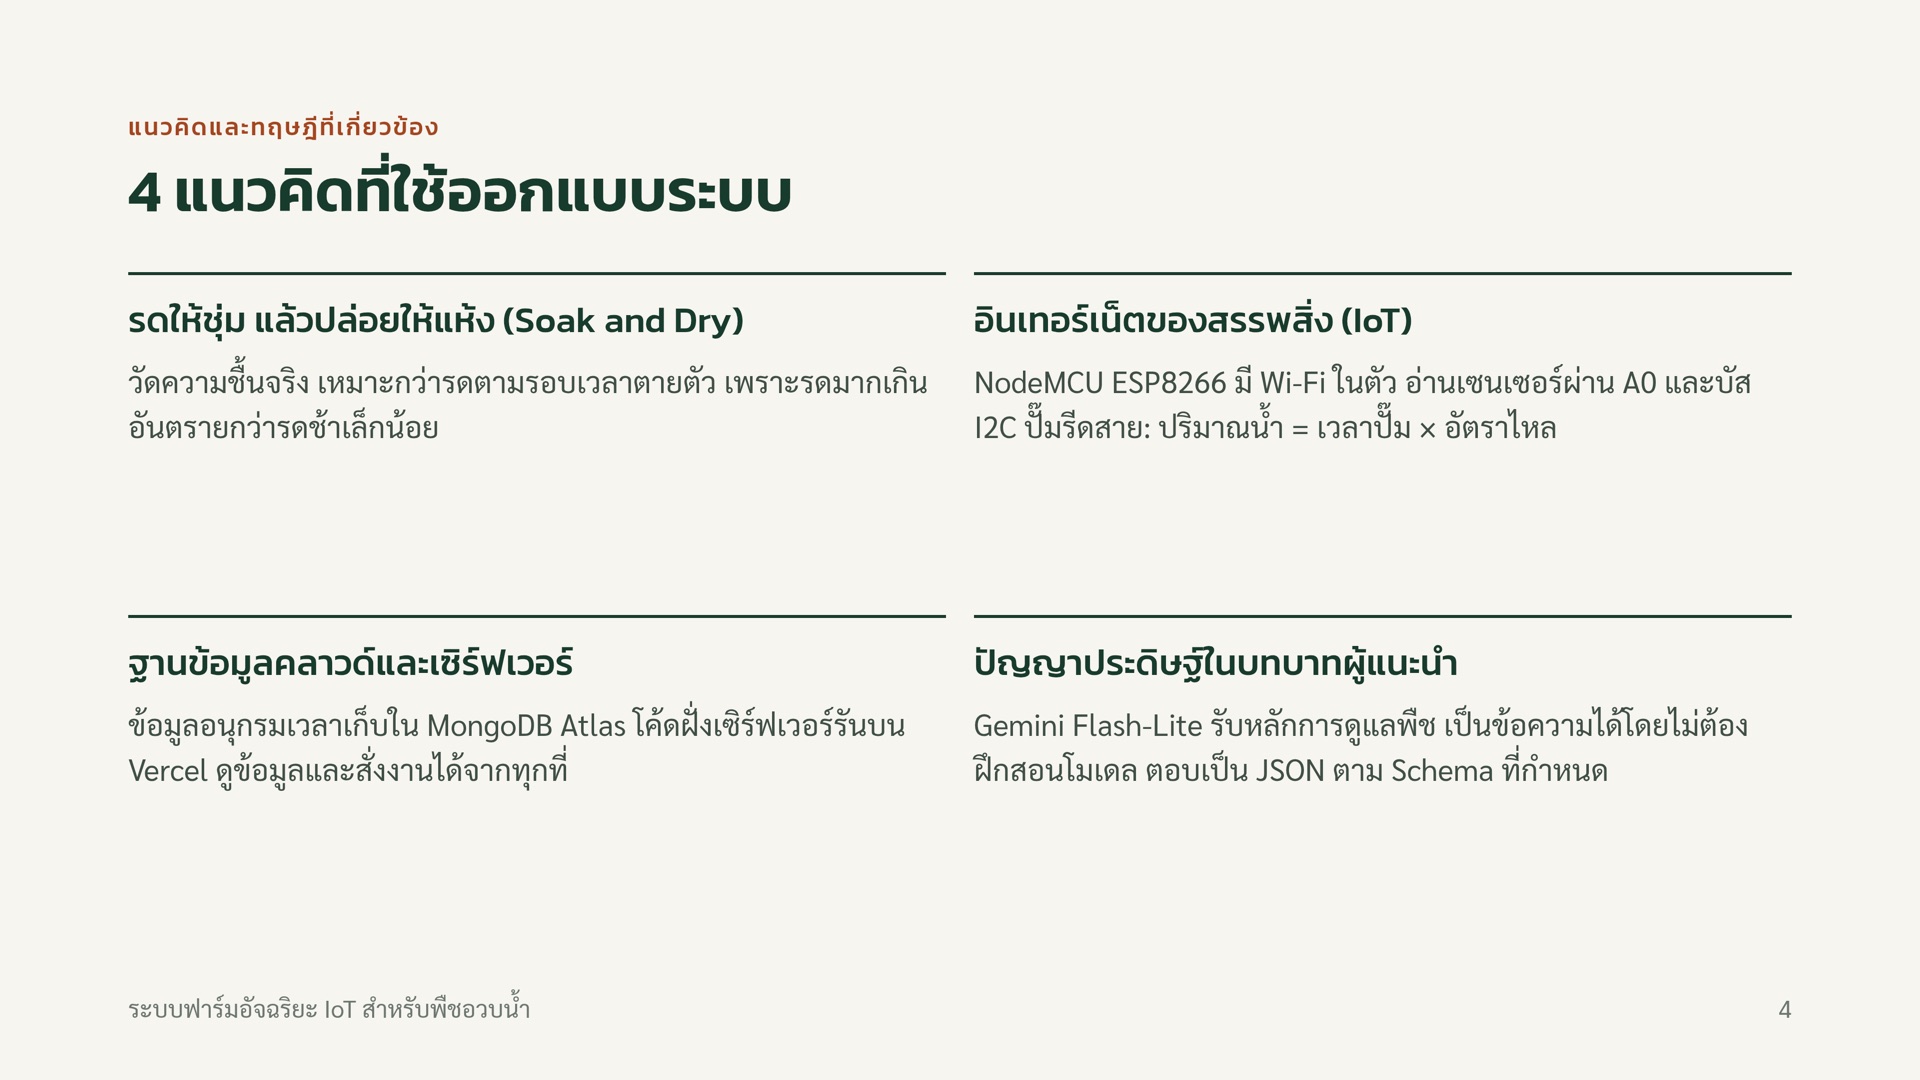 แนวคิดและทฤษฎีที่เกี่ยวข้อง
4 แนวคิดที่ใช้ออกแบบระบบ
รดให้ชุ่ม แล้วปล่อยให้แห้ง (Soak and Dry)
วัดความชื้นจริง เหมาะกว่ารดตามรอบเวลาตายตัว เพราะรดมากเกิน
อันตรายกว่ารดช้าเล็กน้อย
อินเทอร์เน็ตของสรรพสิ่ง (IoT)
NodeMCU ESP8266 มี Wi-Fi ในตัว อ่านเซนเซอร์ผ่าน A0 และบัส
I2C ปั๊มรีดสาย: ปริมาณน้ำ = เวลาปั๊ม × อัตราไหล
ฐานข้อมูลคลาวด์และเซิร์ฟเวอร์
ข้อมูลอนุกรมเวลาเก็บใน MongoDB Atlas โค้ดฝั่งเซิร์ฟเวอร์รันบน
Vercel ดูข้อมูลและสั่งงานได้จากทุกที่
ปัญญาประดิษฐ์ในบทบาทผู้แนะนำ
Gemini Flash-Lite รับหลักการดูแลพืช เป็นข้อความได้โดยไม่ต้อง
ฝึกสอนโมเดล ตอบเป็น JSON ตาม Schema ที่กำหนด
ระบบฟาร์มอัจฉริยะ IoT สำหรับพืชอวบน้ำ
4